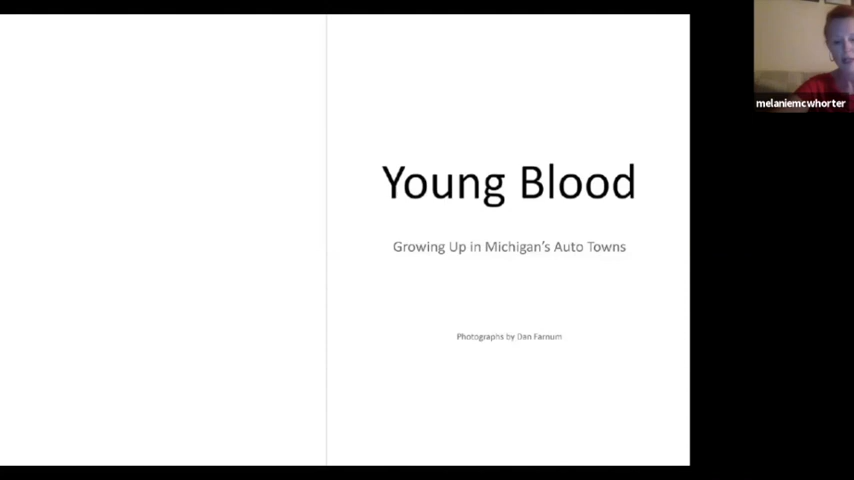 Young Blood
Growing Up in Michigan's Auto Towns
Photographs by Dan Farnum
melaniemcwhorter